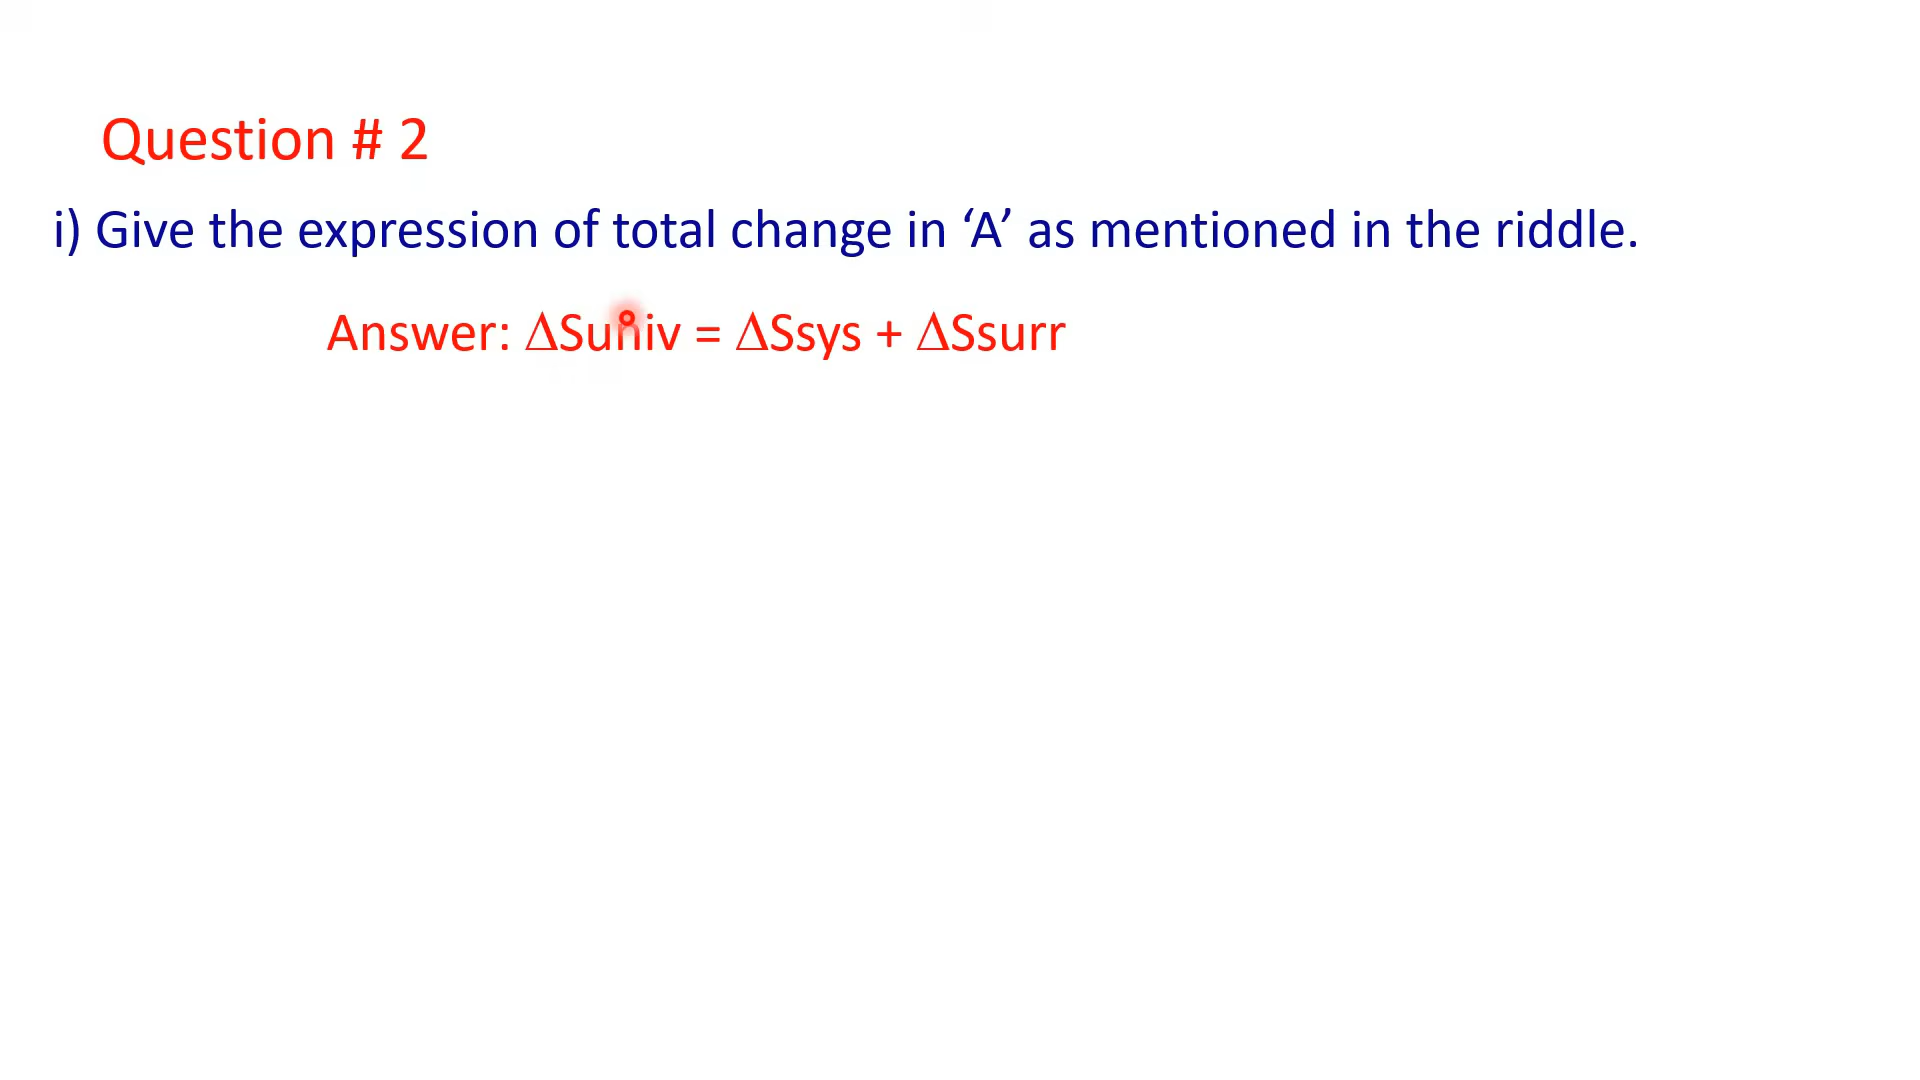 Question # 2
i) Give the expression of total change in ‘A’ as mentioned in the riddle.
Answer: ΔSuniv = ΔSsys + ΔSsurr